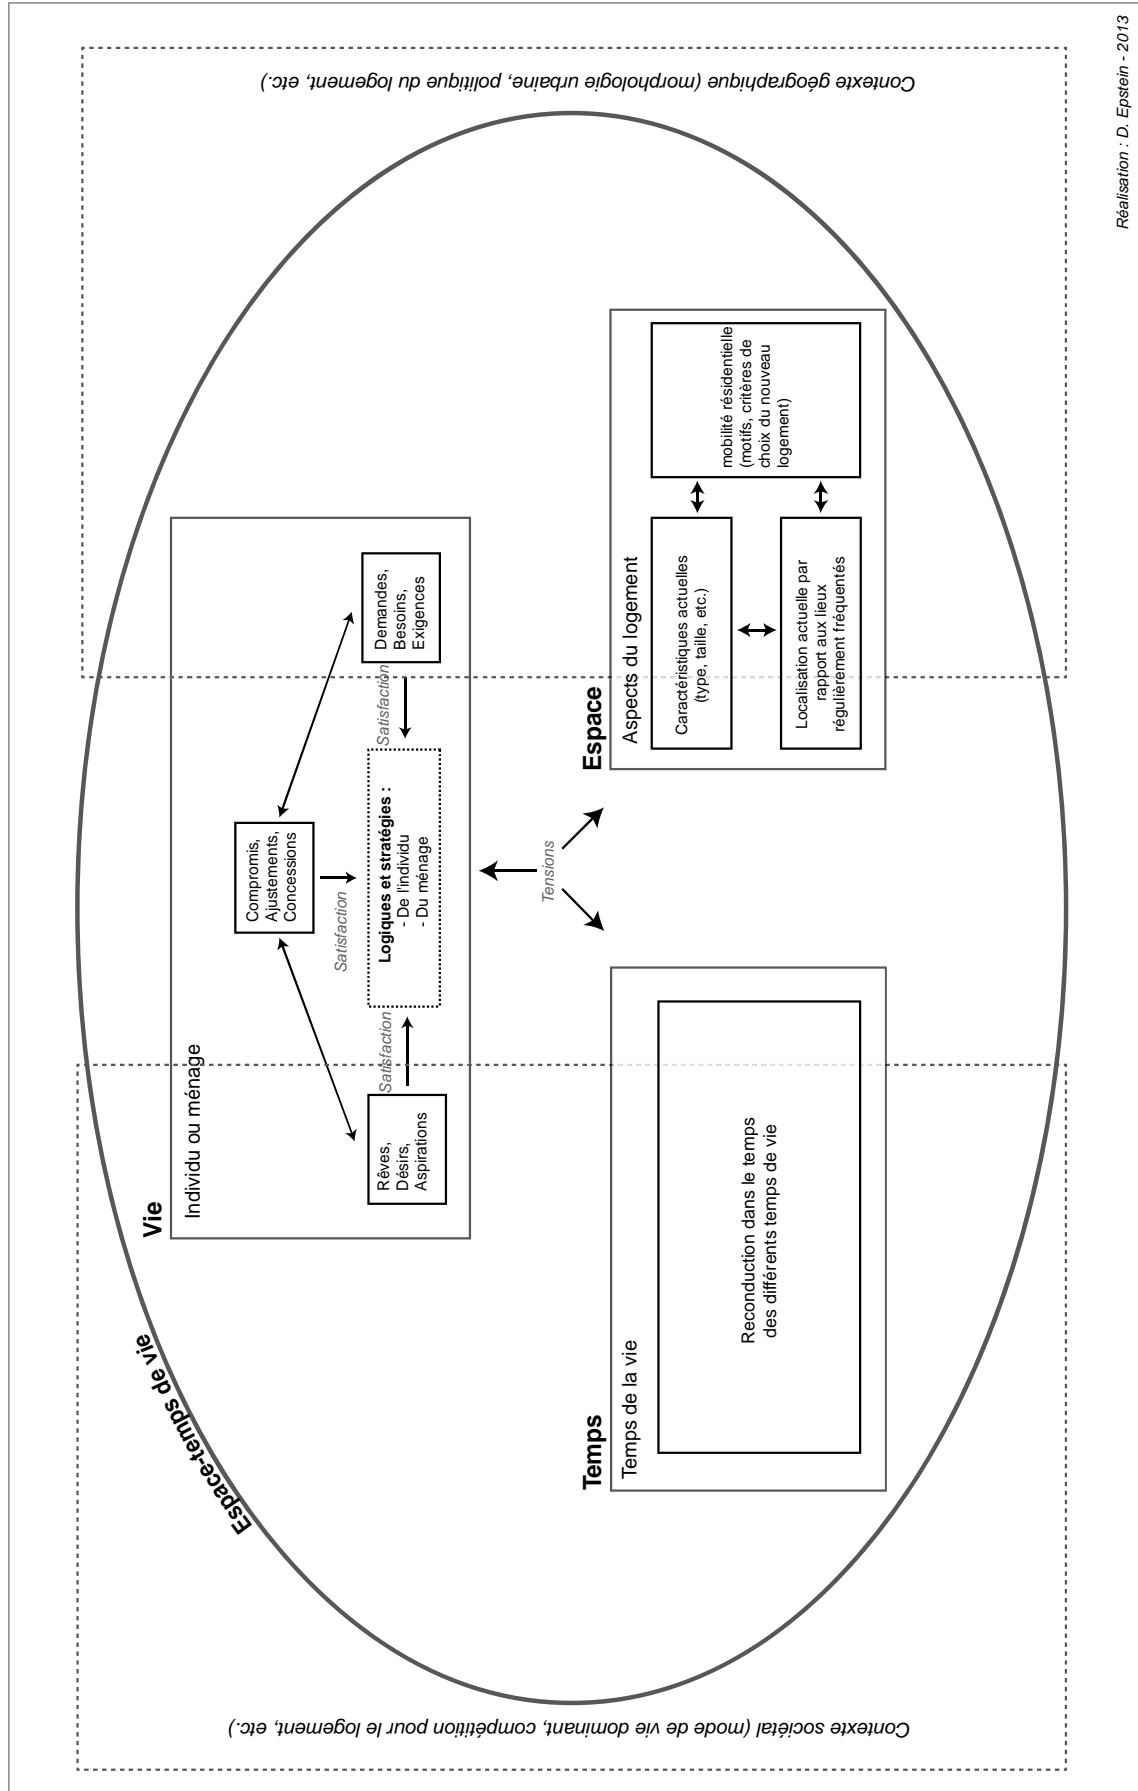 Espace-temps de vie
Contexte sociétal (mode de vie dominant, compétition pour le logement, etc.)
Contexte géographique (morphologie urbaine, politique du logement, etc.)
Vie
Individu ou ménage
Compromis,
Ajustements,
Concessions
Satisfaction
Rêves,
Désirs,
Aspirations
Satisfaction
Logiques et stratégies :
- De l'individu
- Du ménage
Satisfaction
Demandes,
Besoins,
Exigences
Tensions
Temps
Temps de la vie
Reconduction dans le temps
des différents temps de vie
Espace
Aspects du logement
Caractéristiques actuelles
(type, taille, etc.)
Localisation actuelle par
rapport aux lieux
régulièrement fréquentés
mobilité résidentielle
(motifs, critères de
choix du nouveau
logement)
Réalisation : D. Epstein - 2013